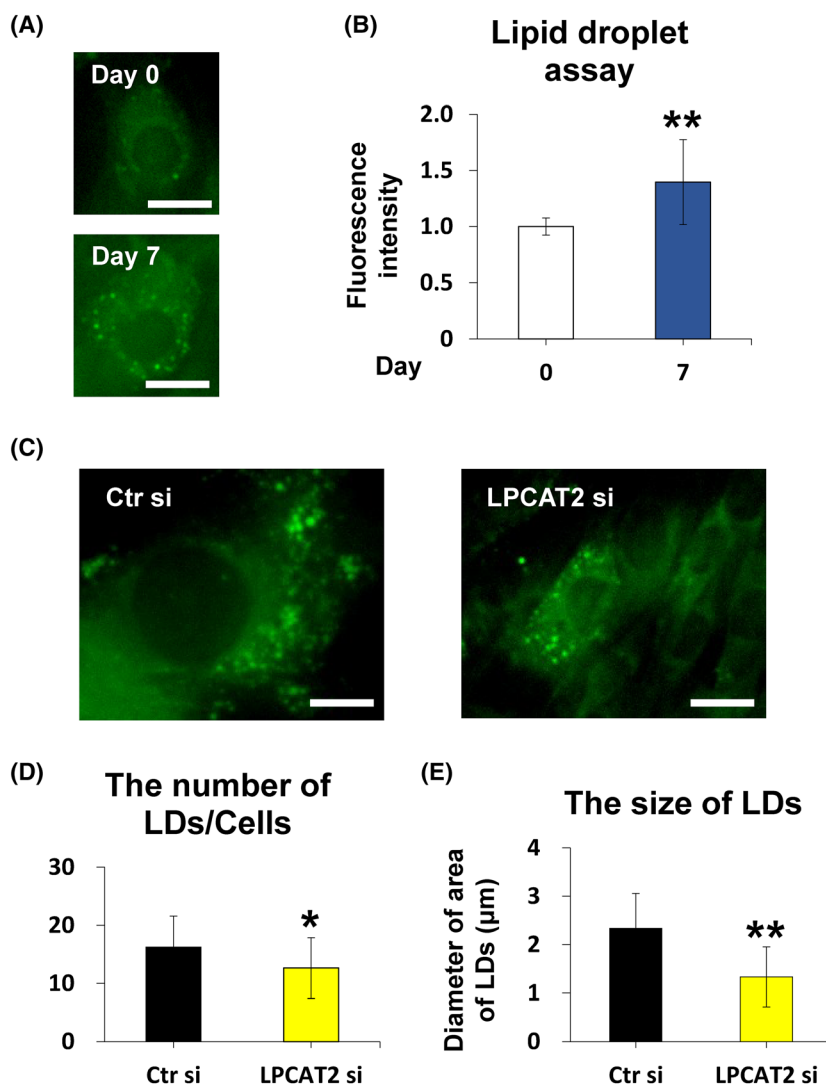 (A)
Day 0
Day 7
(B)
Lipid droplet
assay
Fluorescence
intensity
2.0
1.5
1.0
0.5
0
**
Day
0
7
(C)
Ctr si
LPCAT2 si
(D)
The number of
LDs/Cells
30
20
10
0
*
Ctr si
LPCAT2 si
(E)
The size of LDs
Diameter of area
of LDs (μm)
4
3
2
1
0
**
Ctr si
LPCAT2 si